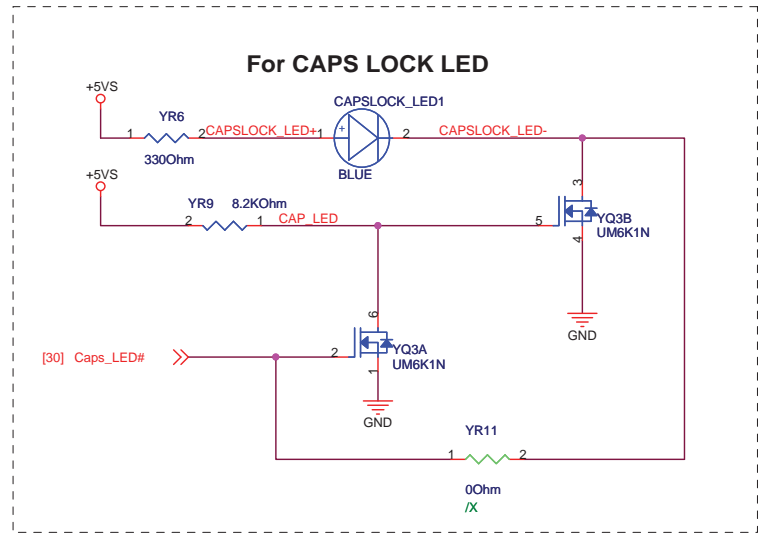 For CAPS LOCK LED
+5VS
CAPSLOCK_LED1
YR6
1 2 CAPSLOCK_LED+ 1 + 2 CAPSLOCK_LED-
330Ohm
BLUE
+5VS
3
YR9 8.2KOhm
2 1 CAP_LED 5
YQ3B
UM6K1N
4
GND
6
[30] Caps_LED# 2
YQ3A
UM6K1N
1
GND
YR11
1 2
0Ohm
/X